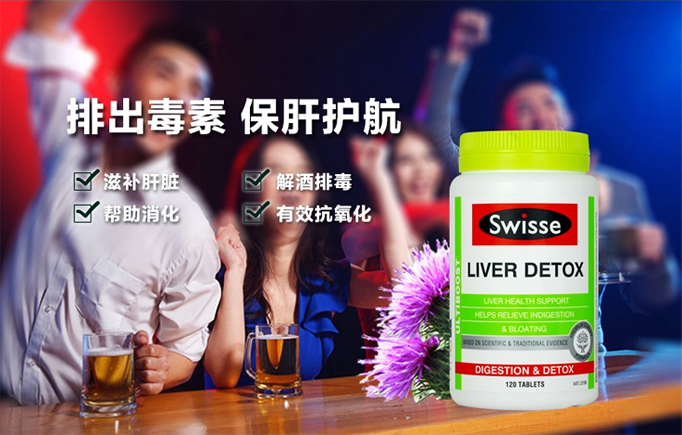 排出毒素 保肝护航
滋补肝脏
解酒排毒
帮助消化
有效抗氧化
Swisse
ULTIBOOST
LIVER DETOX
LIVER HEALTH SUPPORT
HELPS RELIEVE INDIGESTION
& BLOATING
BASED ON SCIENTIFIC & TRADITIONAL EVIDENCE
DIGESTION & DETOX
120 TABLETS